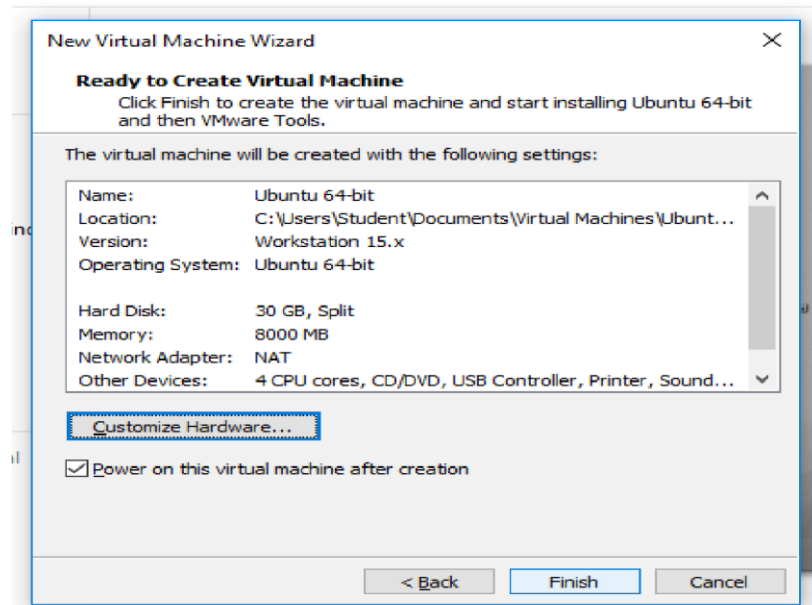 New Virtual Machine Wizard
Ready to Create Virtual Machine
Click Finish to create the virtual machine and start installing Ubuntu 64-bit
and then VMware Tools.
The virtual machine will be created with the following settings:
Name: Ubuntu 64-bit
Location: C:\Users\Student\Documents\Virtual Machines\Ubunt...
Version: Workstation 15.x
Operating System: Ubuntu 64-bit
Hard Disk: 30 GB, Split
Memory: 8000 MB
Network Adapter: NAT
Other Devices: 4 CPU cores, CD/DVD, USB Controller, Printer, Sound...
Customize Hardware...
Power on this virtual machine after creation
< Back Finish Cancel